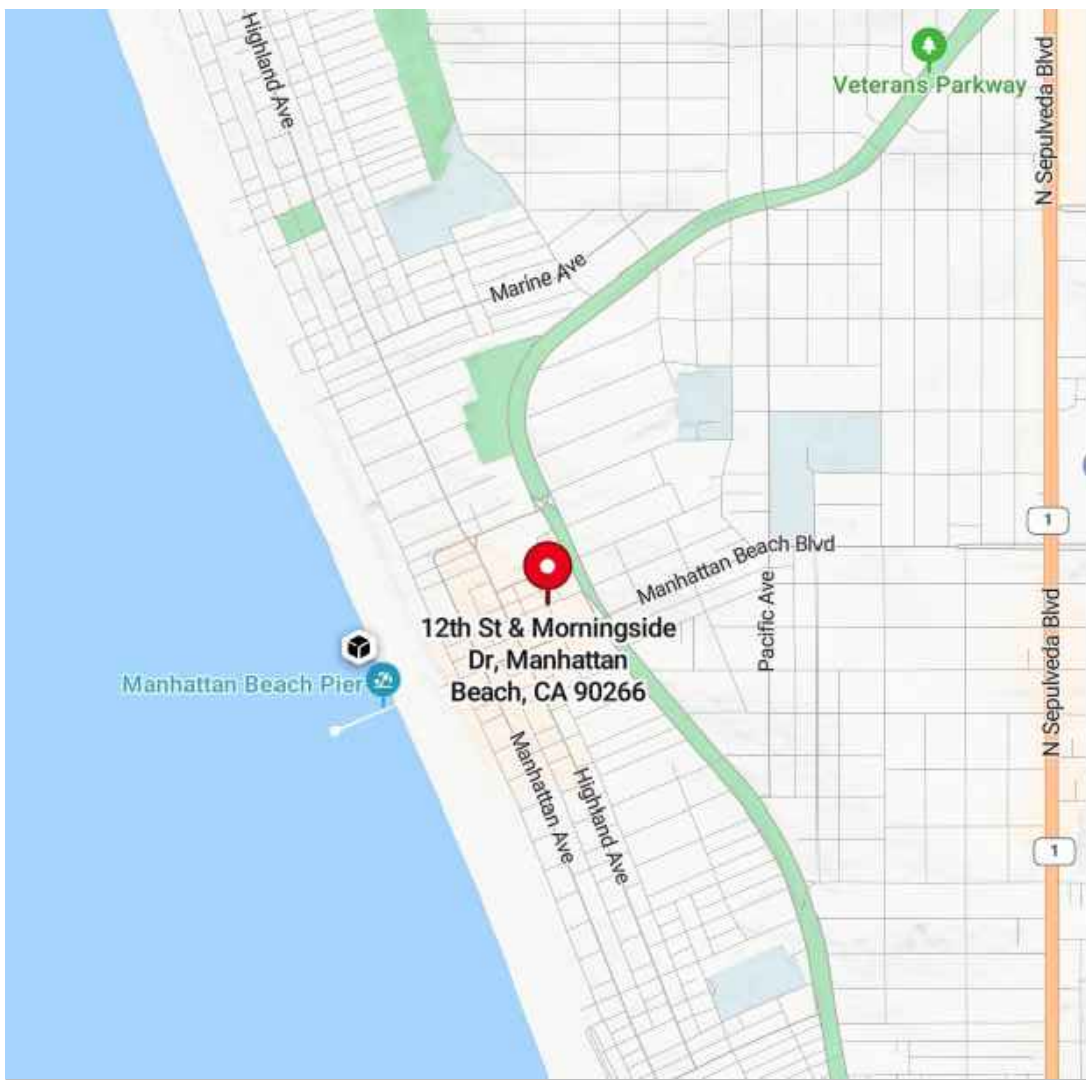 Highland Ave
Veterans Parkway
N Sepulveda Blvd
Marine Ave
1
Manhattan Beach Blvd
Pacific Ave
12th St & Morningside
Dr, Manhattan
Beach, CA 90266
Manhattan Beach Pier
N Sepulveda Blvd
Manhattan Ave
Highland Ave
1